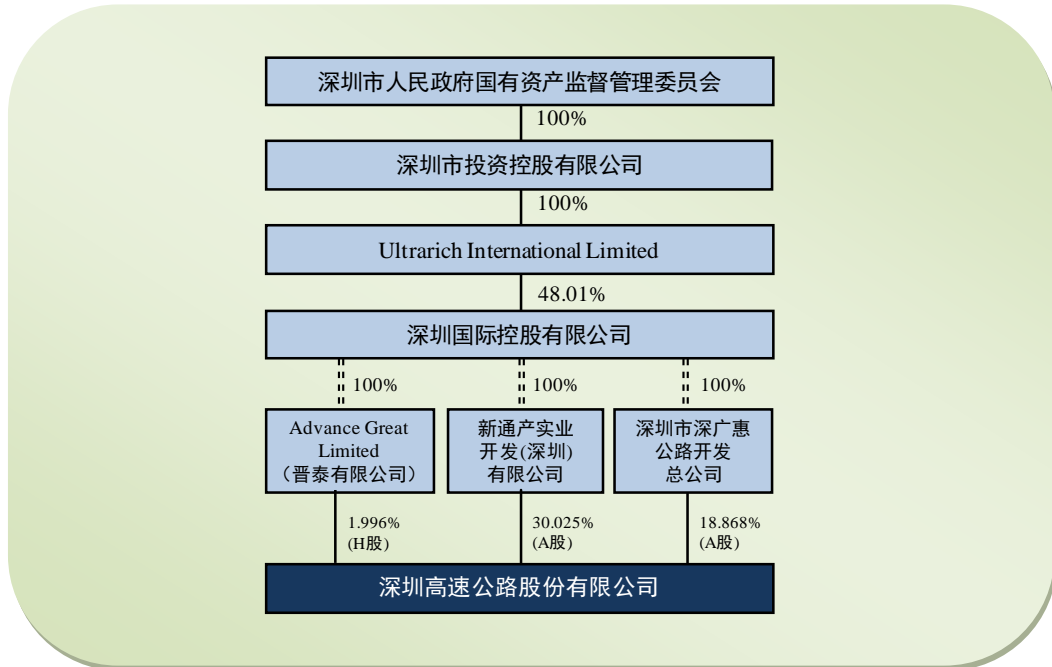 深圳市人民政府国有资产监督管理委员会
100%
深圳市投资控股有限公司
100%
Ultrarich International Limited
48.01%
深圳国际控股有限公司
100%
100%
100%
Advance Great
Limited
（晋泰有限公司）
新通产实业
开发(深圳)
有限公司
深圳市深广惠
公路开发
总公司
1.996%
(H股)
30.025%
(A股)
18.868%
(A股)
深圳高速公路股份有限公司